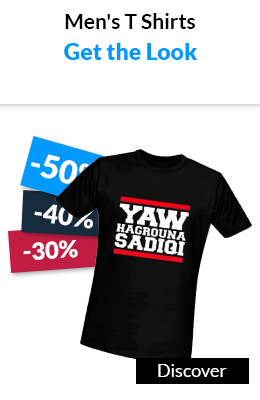 Men's T Shirts
Get the Look
-50%
-40%
-30%
YAW
HAGROUNA
SADIQI
Discover